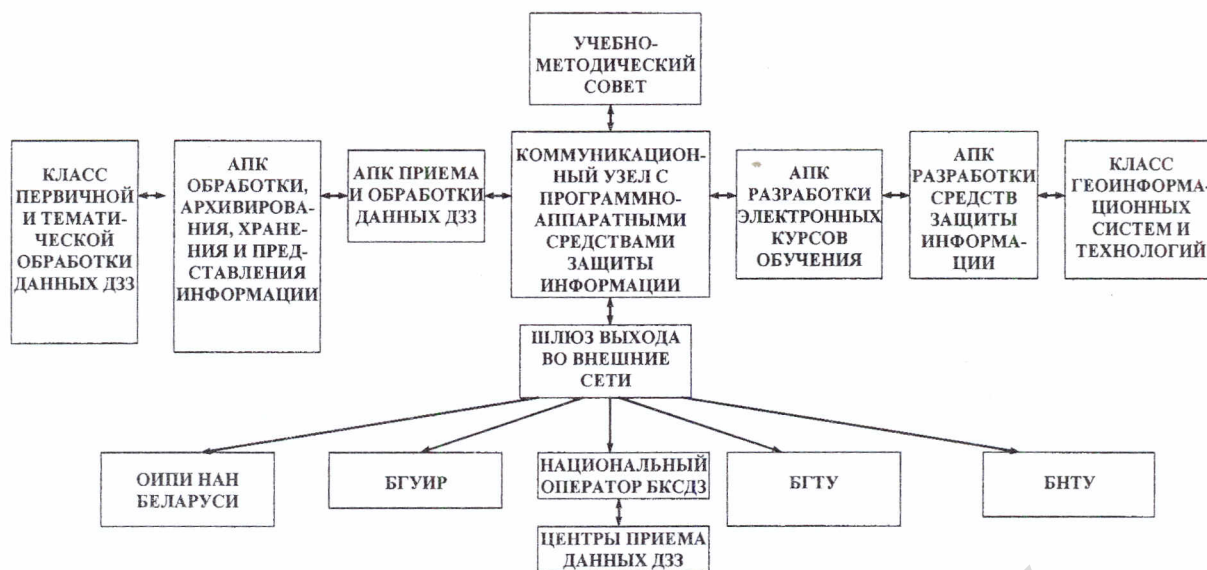 УЧЕБНО-
МЕТОДИЧЕСКИЙ
СОВЕТ
КЛАСС
ПЕРВИЧНОЙ
И ТЕМАТИ-
ЧЕСКОЙ
ОБРАБОТКИ
ДАННЫХ ДЗЗ
АПК
ОБРАБОТКИ,
АРХИВИРОВА-
НИЯ, ХРАНЕ-
НИЯ И ПРЕД-
СТАВЛЕНИЯ
ИНФОРМАЦИИ
АПК ПРИЕМА
И ОБРАБОТКИ
ДАННЫХ ДЗЗ
КОММУНИКАЦИОН-
НЫЙ УЗЕЛ С
ПРОГРАММНО-
АППАРАТНЫМИ
СРЕДСТВАМИ
ЗАЩИТЫ
ИНФОРМАЦИИ
АПК
РАЗРАБОТКИ
ЭЛЕКТРОННЫХ
КУРСОВ
ОБУЧЕНИЯ
АПК
РАЗРАБОТКИ
СРЕДСТВ
ЗАЩИТЫ
ИНФОРМА-
ЦИИ
КЛАСС
ГЕОИНФОРМА-
ЦИОННЫХ
СИСТЕМ И
ТЕХНОЛОГИЙ
ШЛЮЗ ВЫХОДА
ВО ВНЕШНИЕ
СЕТИ
ОИПИ НАН
БЕЛАРУСИ
БГУИР
НАЦИОНАЛЬНЫЙ
ОПЕРАТОР БКСДЗ
БГТУ
БНТУ
ЦЕНТРЫ ПРИЕМА
ДАННЫХ ДЗЗ